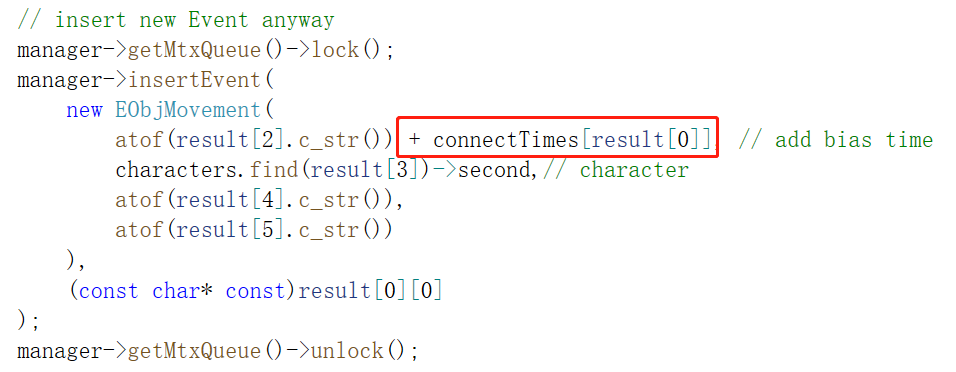 // insert new Event anyway
manager->getMtxQueue()->lock();
manager->insertEvent(
    new EObjMovement(
        atof(result[2].c_str()) + connectTimes[result[0]] // add bias time
        characters.find(result[3])->second,// character
        atof(result[4].c_str()),
        atof(result[5].c_str())
    ),
    (const char* const)result[0][0]
);
manager->getMtxQueue()->unlock();